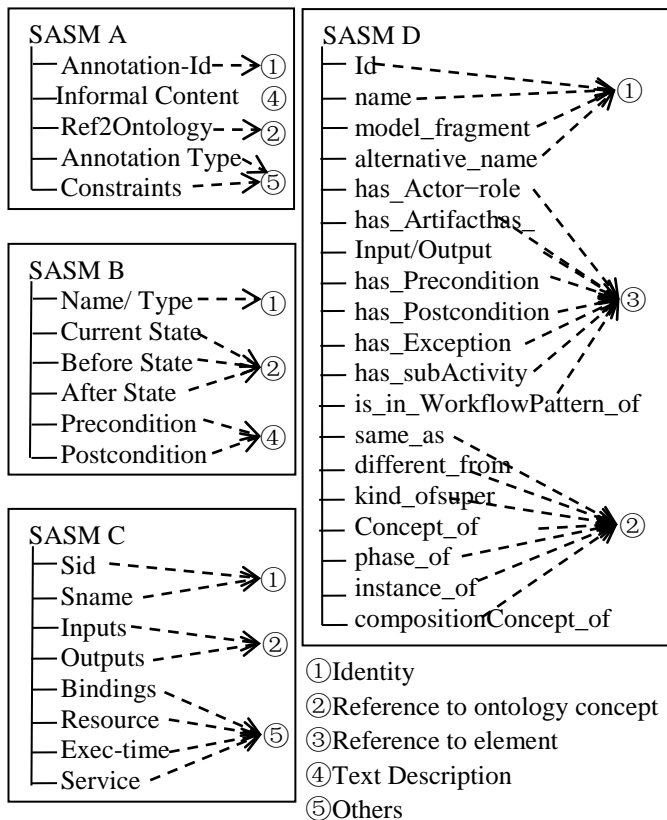 SASM A
Annotation-Id ①
Informal Content ④
Ref2Ontology ②
Annotation Type
Constraints ⑤
SASM B
Name/ Type ①
Current State
Before State ②
After State
Precondition ④
Postcondition
SASM C
Sid ①
Sname
Inputs ②
Outputs
Bindings
Resource ⑤
Exec-time
Service
SASM D
Id
name ①
model_fragment
alternative_name
has_Actor−role
has_Artifacthas_
Input/Output
has_Precondition ③
has_Postcondition
has_Exception
has_subActivity
is_in_WorkflowPattern_of
same_as
different_from
kind_ofsuper
Concept_of ②
phase_of
instance_of
compositionConcept_of
①Identity
②Reference to ontology concept
③Reference to element
④Text Description
⑤Others